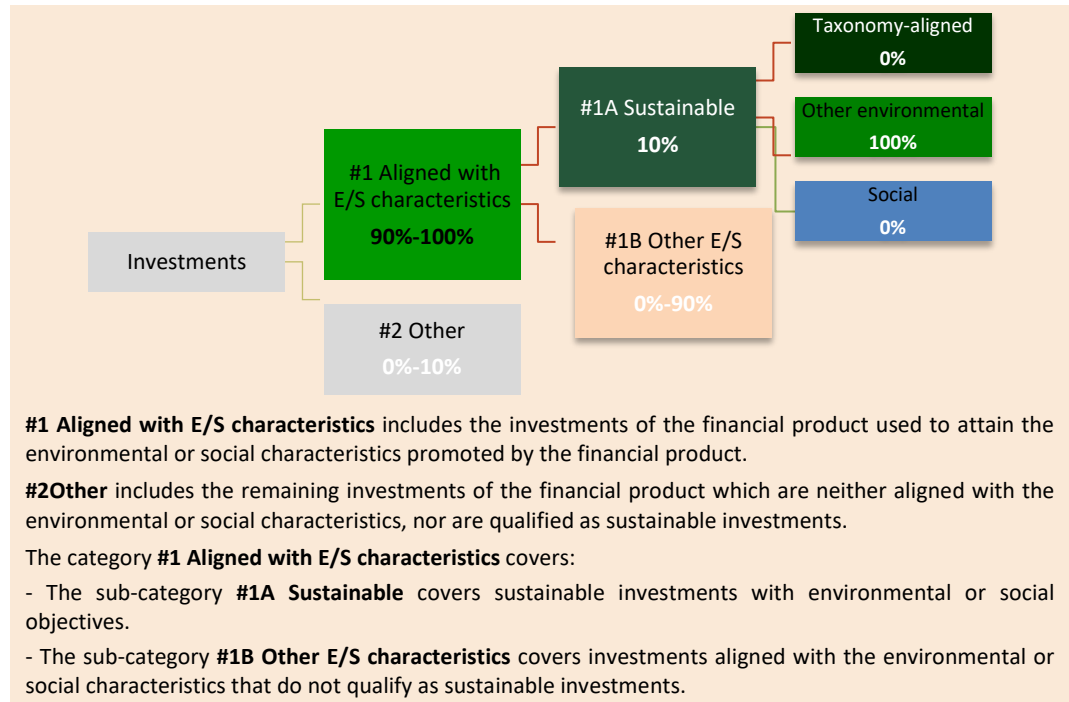 Taxonomy-aligned
0%
#1A Sustainable
10%
Other environmental
100%
#1 Aligned with
E/S characteristics
90%-100%
Social
0%
#1B Other E/S
characteristics
0%-90%
Investments
#2 Other
0%-10%
#1 Aligned with E/S characteristics includes the investments of the financial product used to attain the
environmental or social characteristics promoted by the financial product.
#2Other includes the remaining investments of the financial product which are neither aligned with the
environmental or social characteristics, nor are qualified as sustainable investments.
The category #1 Aligned with E/S characteristics covers:
- The sub-category #1A Sustainable covers sustainable investments with environmental or social
objectives.
- The sub-category #1B Other E/S characteristics covers investments aligned with the environmental or
social characteristics that do not qualify as sustainable investments.